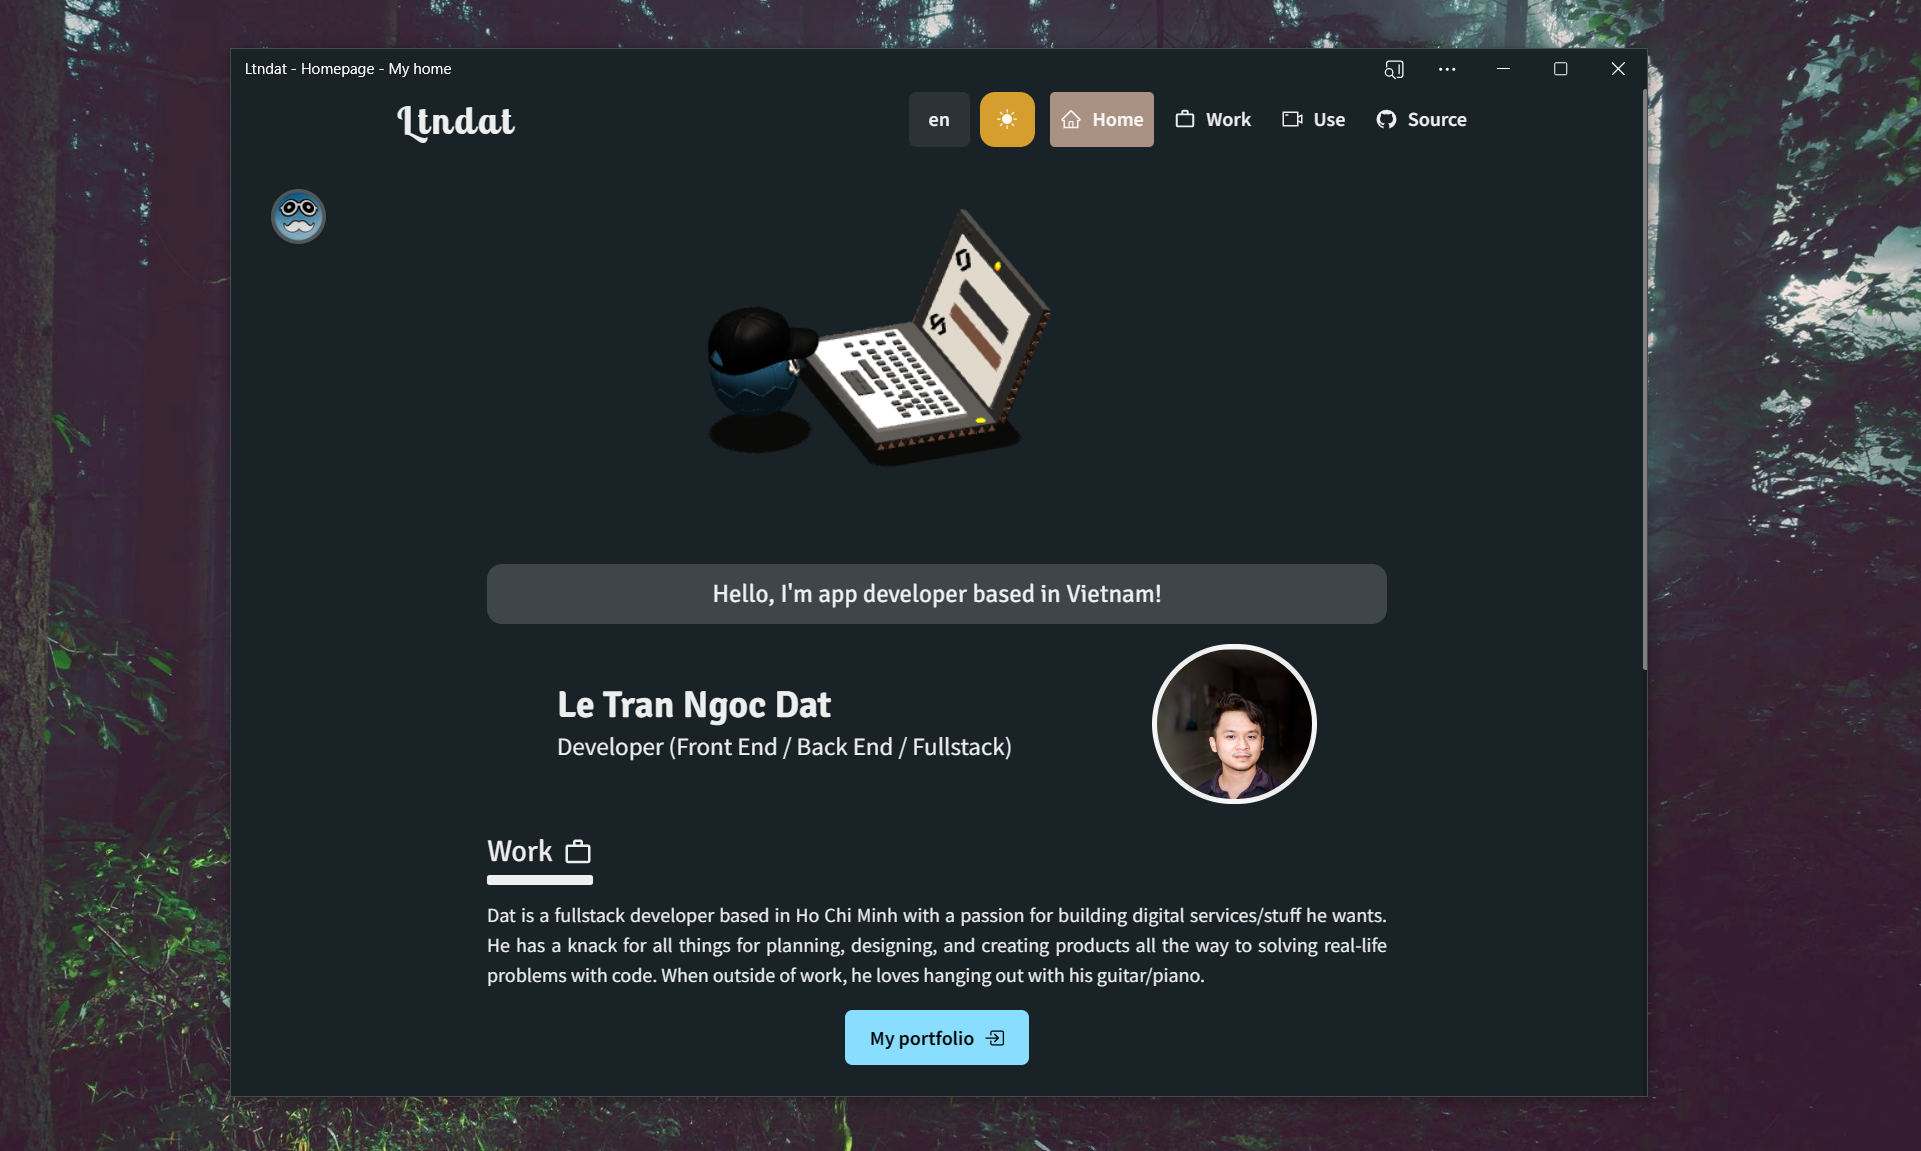 Ltndat - Homepage - My home
Ltndat
en
Home
Work
Use
Source
Hello, I'm app developer based in Vietnam!
Le Tran Ngoc Dat
Developer (Front End / Back End / Fullstack)
Work
Dat is a fullstack developer based in Ho Chi Minh with a passion for building digital services/stuff he wants.
He has a knack for all things for planning, designing, and creating products all the way to solving real-life
problems with code. When outside of work, he loves hanging out with his guitar/piano.
My portfolio